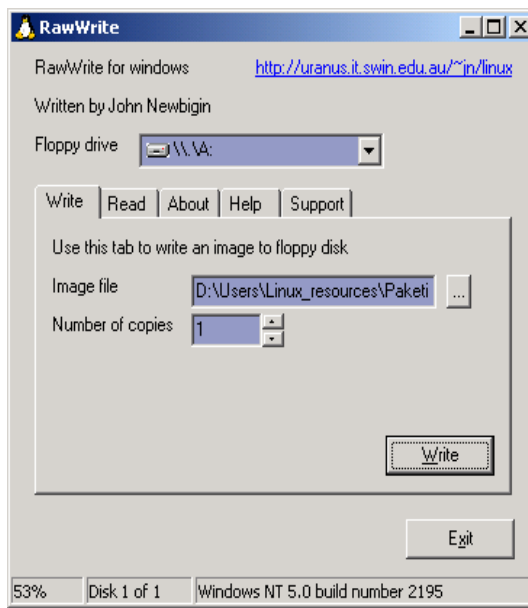 RawWrite
RawWrite for windows http://uranus.it.swin.edu.au/~jn/linux
Written by John Newbigin
Floppy drive \\.\A:
Write Read About Help Support
Use this tab to write an image to floppy disk
Image file D:\Users\Linux_resources\Paketi ...
Number of copies 1
Write
Exit
53% Disk 1 of 1 Windows NT 5.0 build number 2195